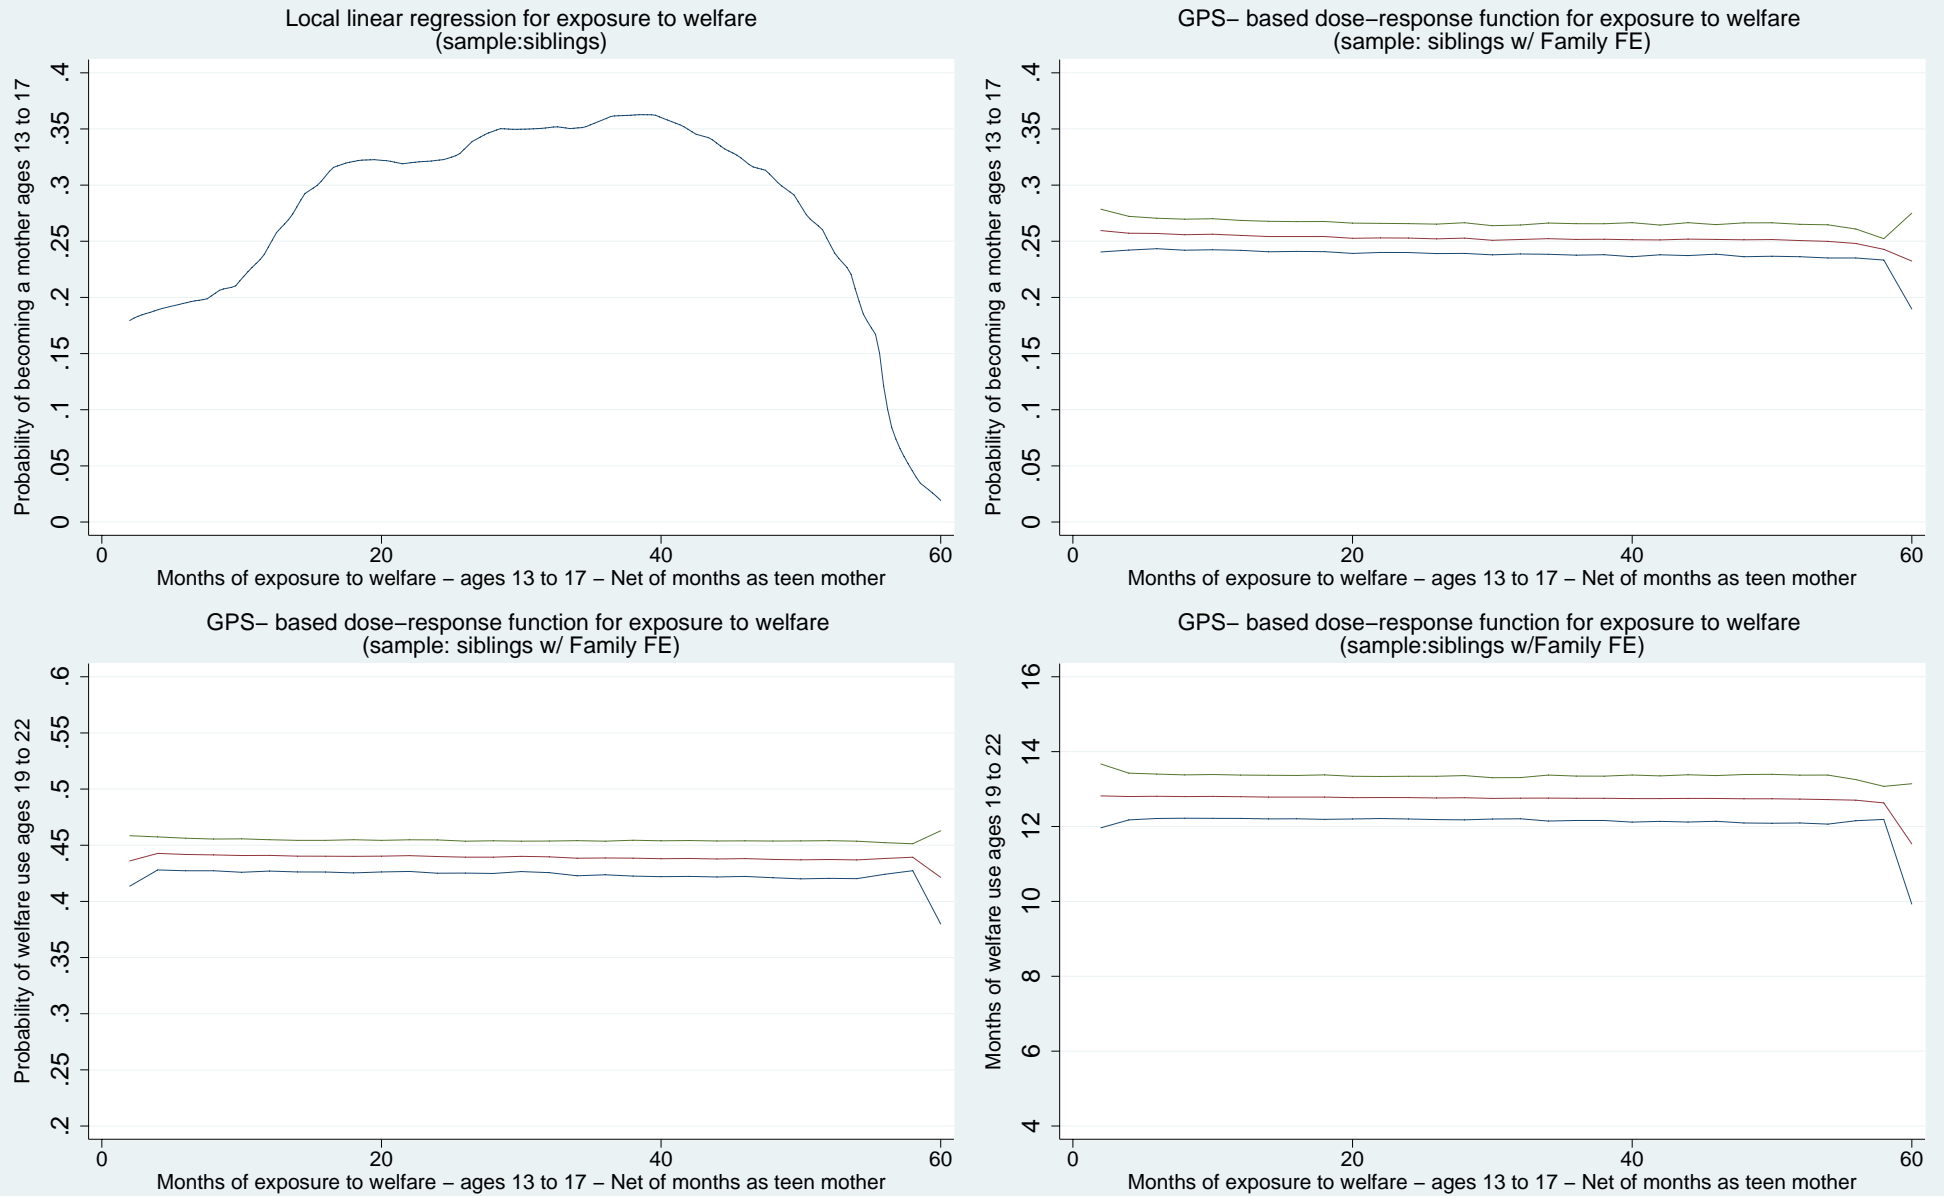 Local linear regression for exposure to welfare
(sample:siblings)
Probability of becoming a mother ages 13 to 17
.4
.35
.3
.25
.2
.15
.1
.05
0
0 20 40 60
Months of exposure to welfare − ages 13 to 17 − Net of months as teen mother
GPS− based dose−response function for exposure to welfare
(sample: siblings w/ Family FE)
Probability of becoming a mother ages 13 to 17
.4
.35
.3
.25
.2
.15
.1
.05
0
0 20 40 60
Months of exposure to welfare − ages 13 to 17 − Net of months as teen mother
GPS− based dose−response function for exposure to welfare
(sample: siblings w/ Family FE)
Probability of welfare use ages 19 to 22
.6
.55
.5
.45
.4
.35
.3
.25
.2
0 20 40 60
Months of exposure to welfare − ages 13 to 17 − Net of months as teen mother
GPS− based dose−response function for exposure to welfare
(sample:siblings w/Family FE)
Months of welfare use ages 19 to 22
16
14
12
10
8
6
4
0 20 40 60
Months of exposure to welfare − ages 13 to 17 − Net of months as teen mother